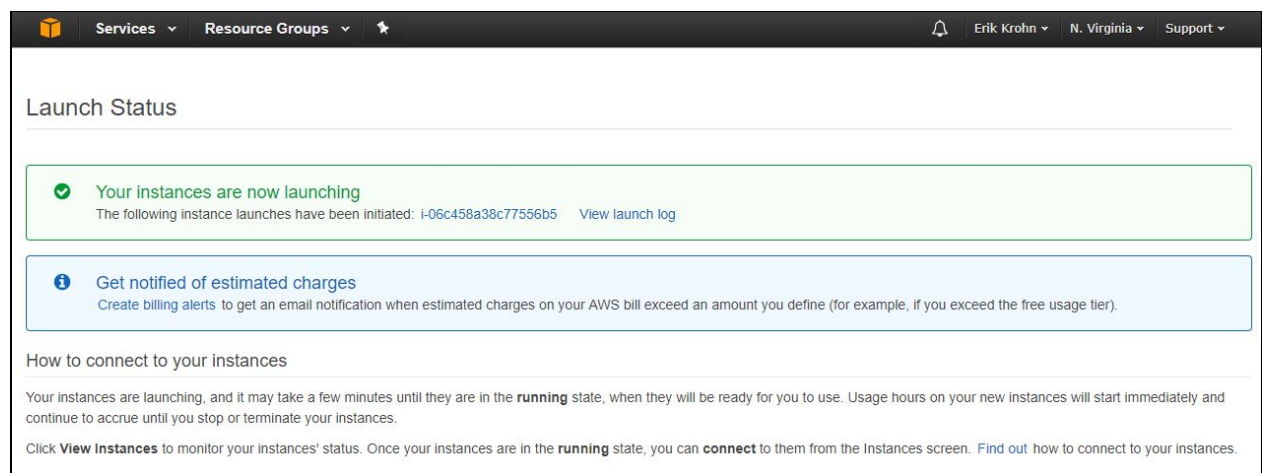 Services Resource Groups Erik Krohn N. Virginia Support
Launch Status
Your instances are now launching
The following instance launches have been initiated: i-06c458a38c77556b5 View launch log
Get notified of estimated charges
Create billing alerts to get an email notification when estimated charges on your AWS bill exceed an amount you define (for example, if you exceed the free usage tier).
How to connect to your instances
Your instances are launching, and it may take a few minutes until they are in the running state, when they will be ready for you to use. Usage hours on your new instances will start immediately and
continue to accrue until you stop or terminate your instances.
Click View Instances to monitor your instances' status. Once your instances are in the running state, you can connect to them from the Instances screen. Find out how to connect to your instances.